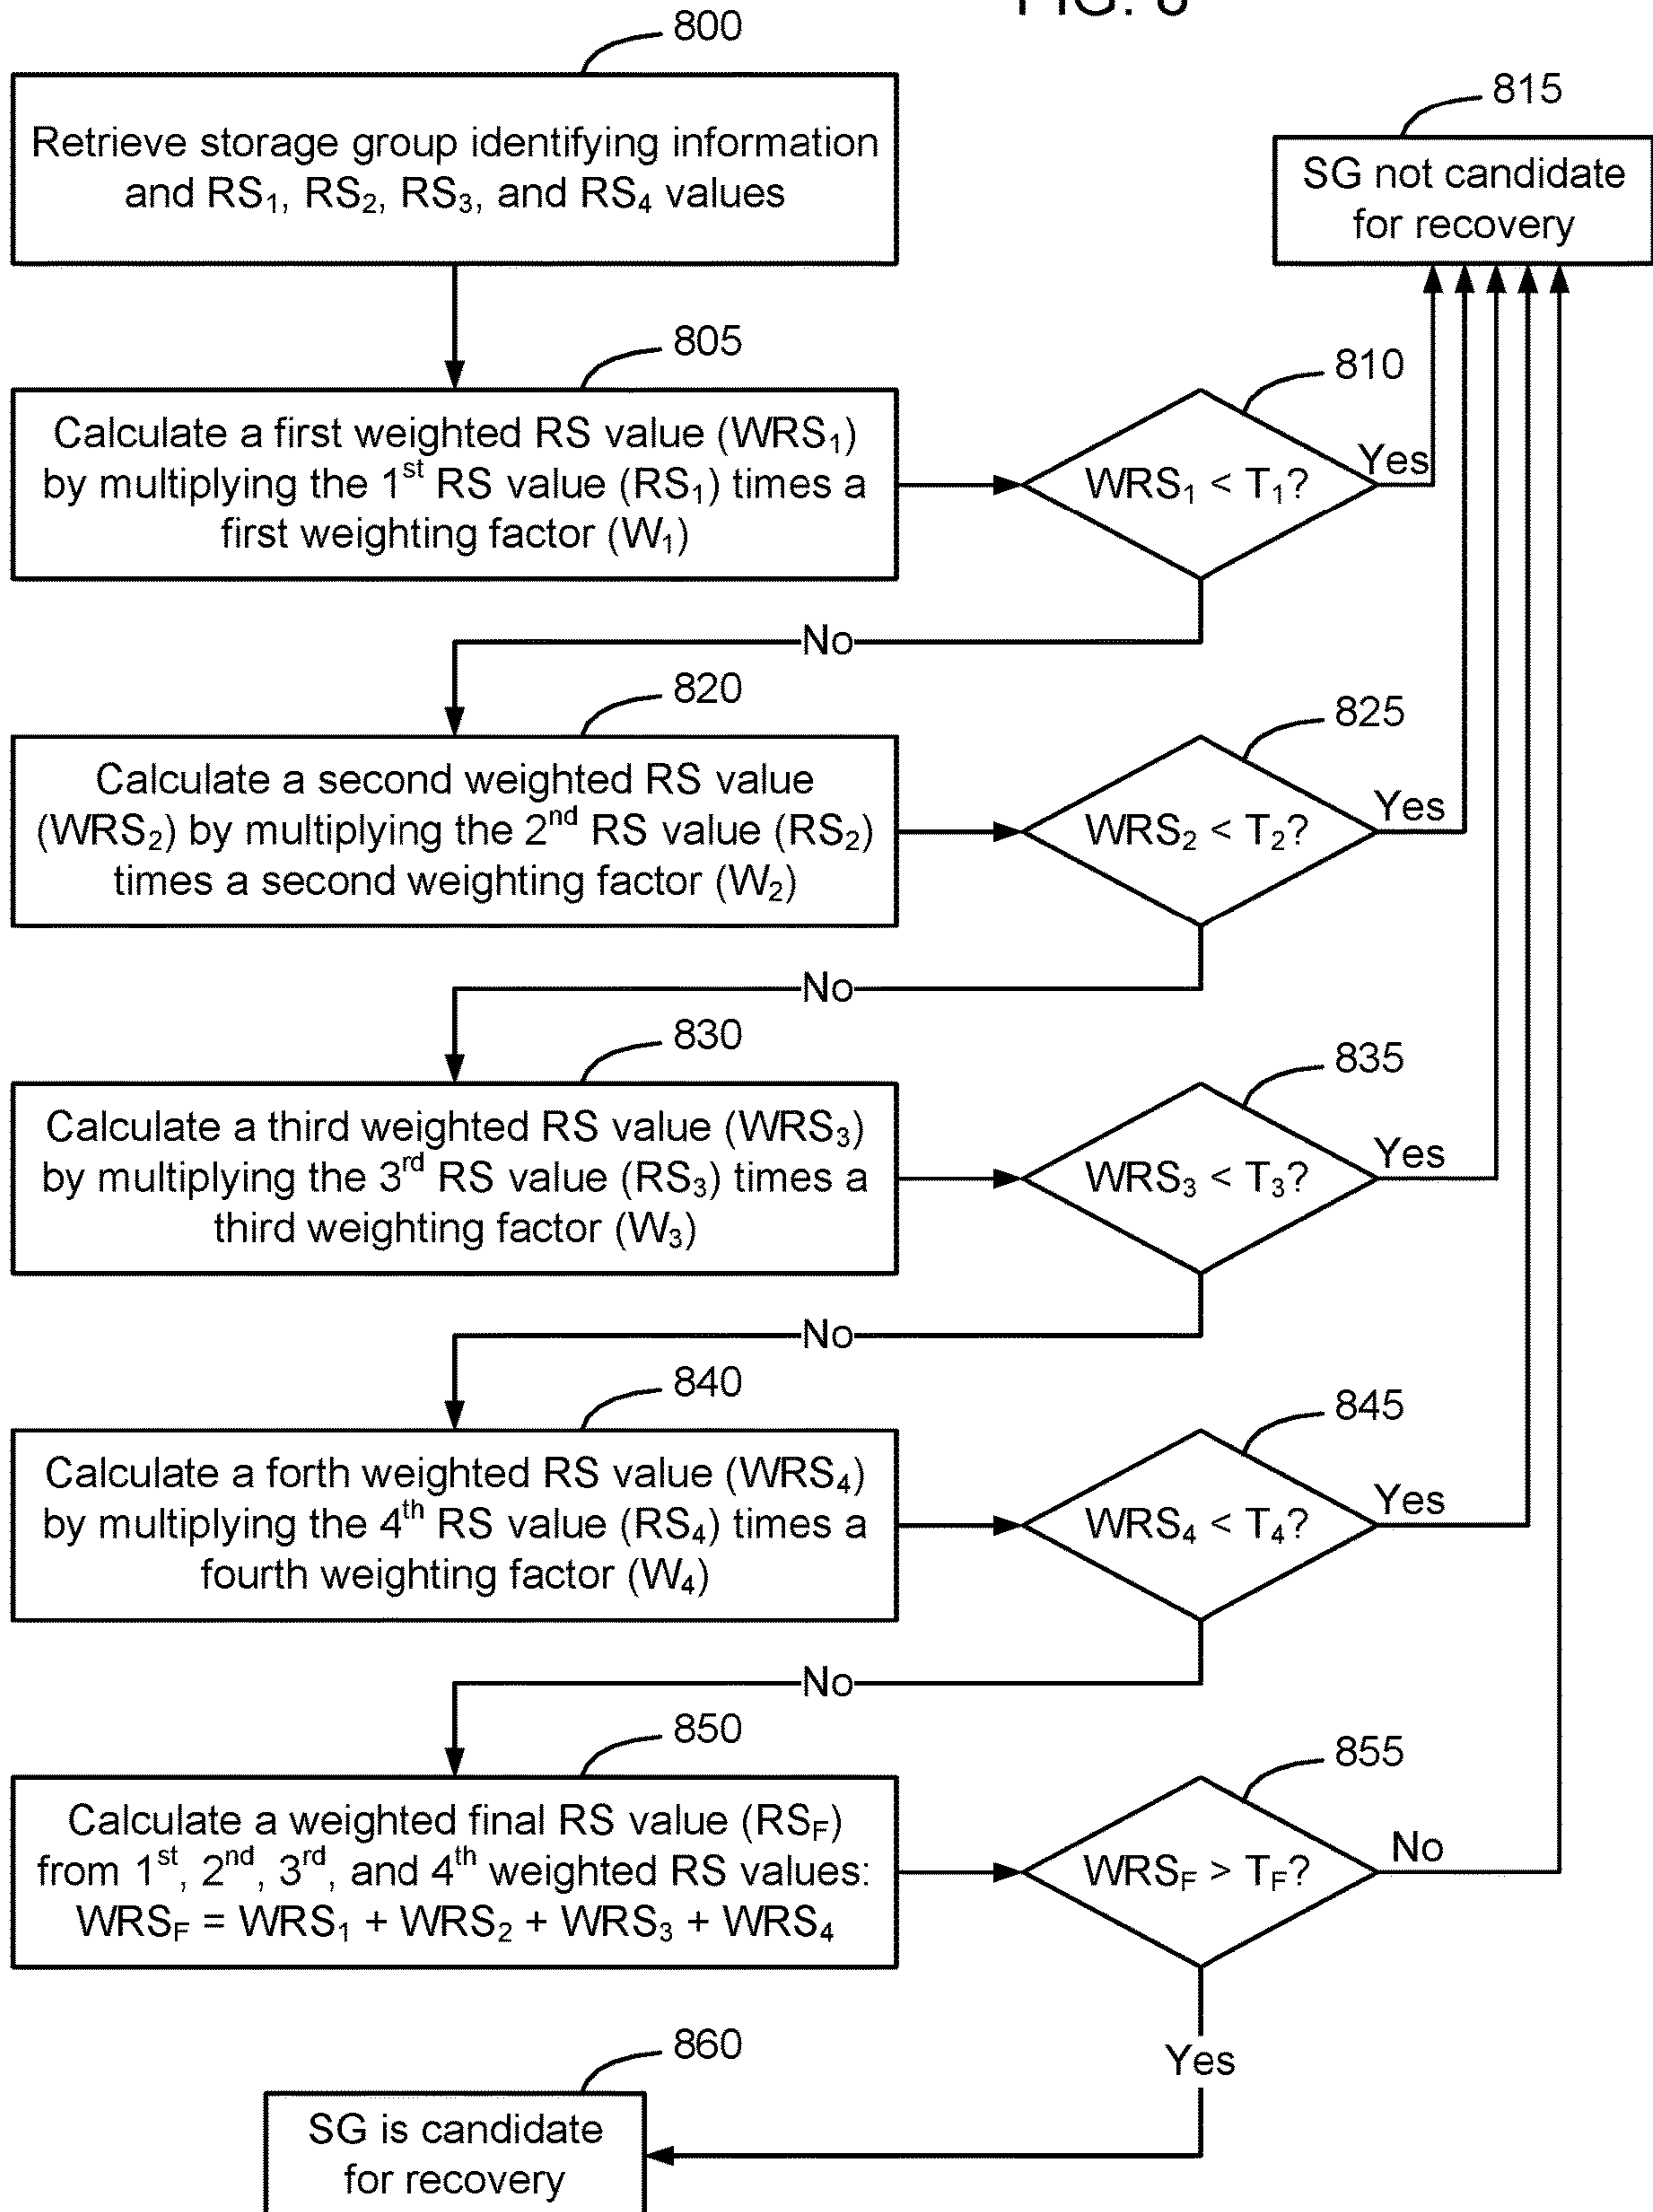 FIG. 8
800
Retrieve storage group identifying information
and RS₁, RS₂, RS₃, and RS₄ values
815
SG not candidate
for recovery
805
Calculate a first weighted RS value (WRS₁)
by multiplying the 1ˢᵗ RS value (RS₁) times a
first weighting factor (W₁)
810
WRS₁ < T₁?
Yes
No
820
Calculate a second weighted RS value
(WRS₂) by multiplying the 2ⁿᵈ RS value (RS₂)
times a second weighting factor (W₂)
825
WRS₂ < T₂?
Yes
No
830
Calculate a third weighted RS value (WRS₃)
by multiplying the 3ʳᵈ RS value (RS₃) times a
third weighting factor (W₃)
835
WRS₃ < T₃?
Yes
No
840
Calculate a forth weighted RS value (WRS₄)
by multiplying the 4ᵗʰ RS value (RS₄) times a
fourth weighting factor (W₄)
845
WRS₄ < T₄?
Yes
No
850
Calculate a weighted final RS value (RS_F)
from 1ˢᵗ, 2ⁿᵈ, 3ʳᵈ, and 4ᵗʰ weighted RS values:
WRS_F = WRS₁ + WRS₂ + WRS₃ + WRS₄
855
WRS_F > T_F?
No
Yes
860
SG is candidate
for recovery